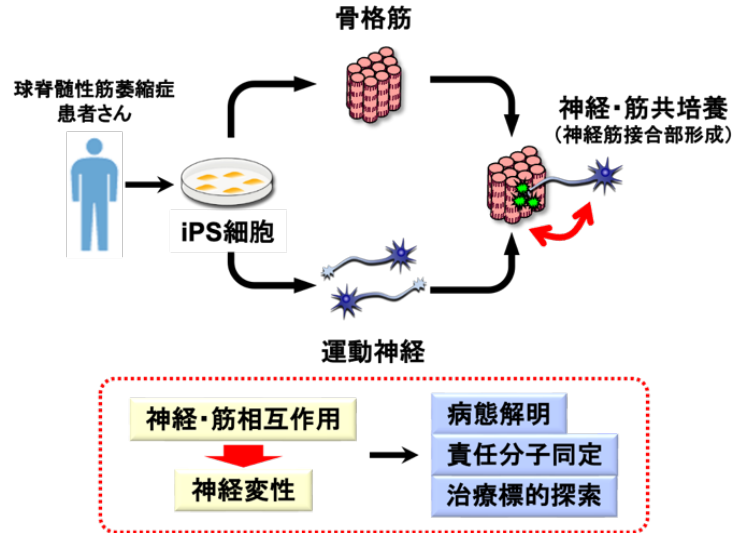 骨格筋
球脊髄性筋萎縮症
患者さん
神経・筋共培養
(神経筋接合部形成)
iPS細胞
運動神経
神経・筋相互作用
神経変性
病態解明
責任分子同定
治療標的探索